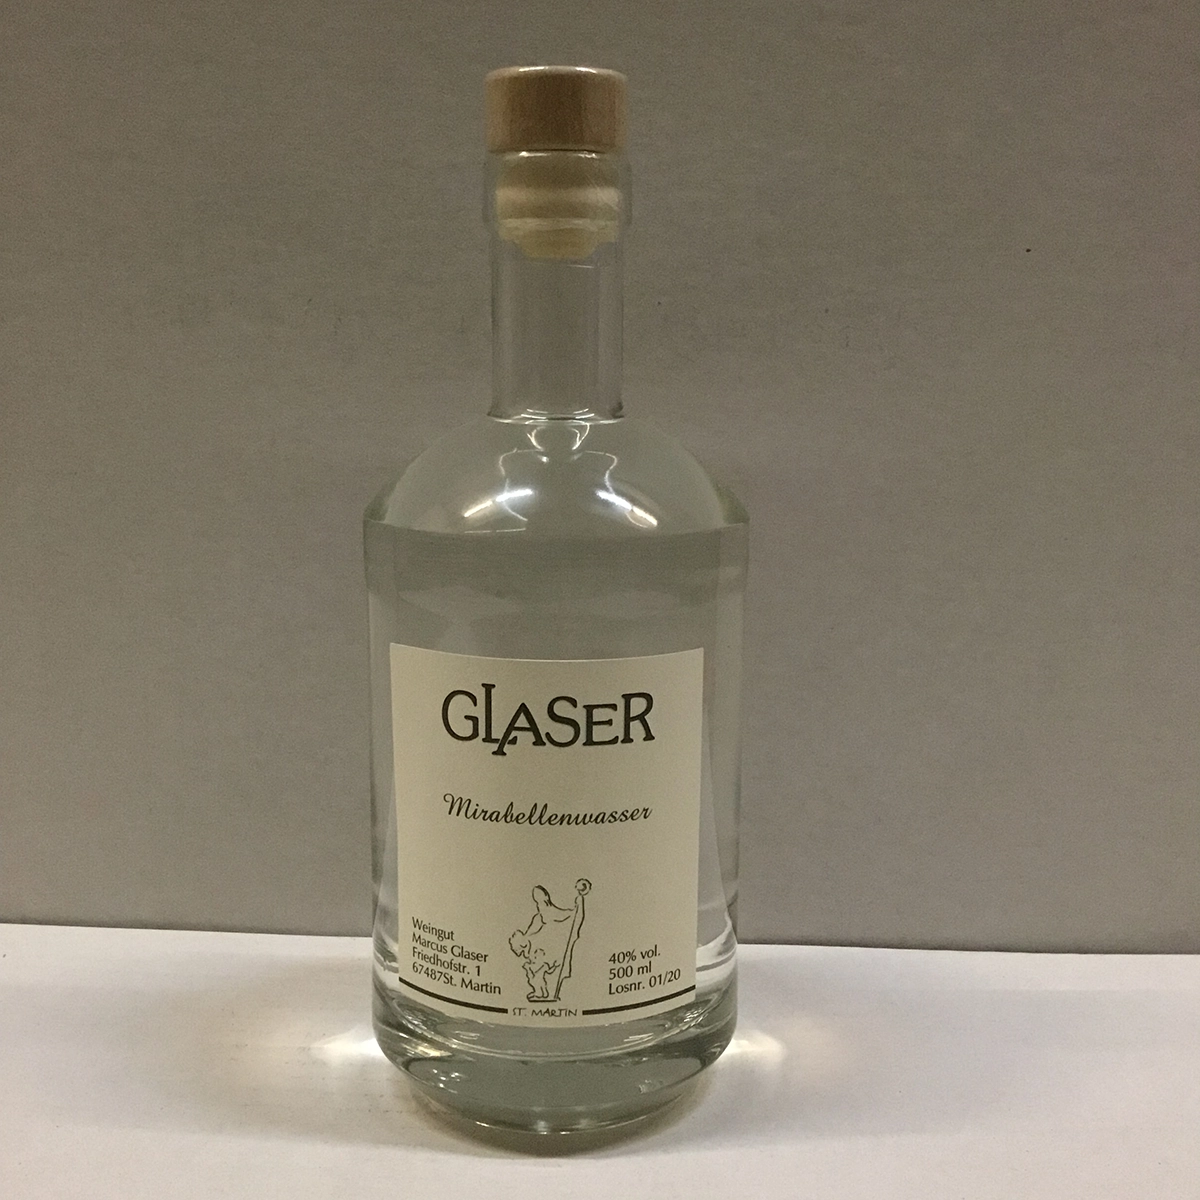 GLASER
Mirabellenwasser
Weingut
Marcus Glaser
Friedhofstr. 1
67487St. Martin
40% vol.
500 ml
Losnr. 01/20
ST. MARTIN